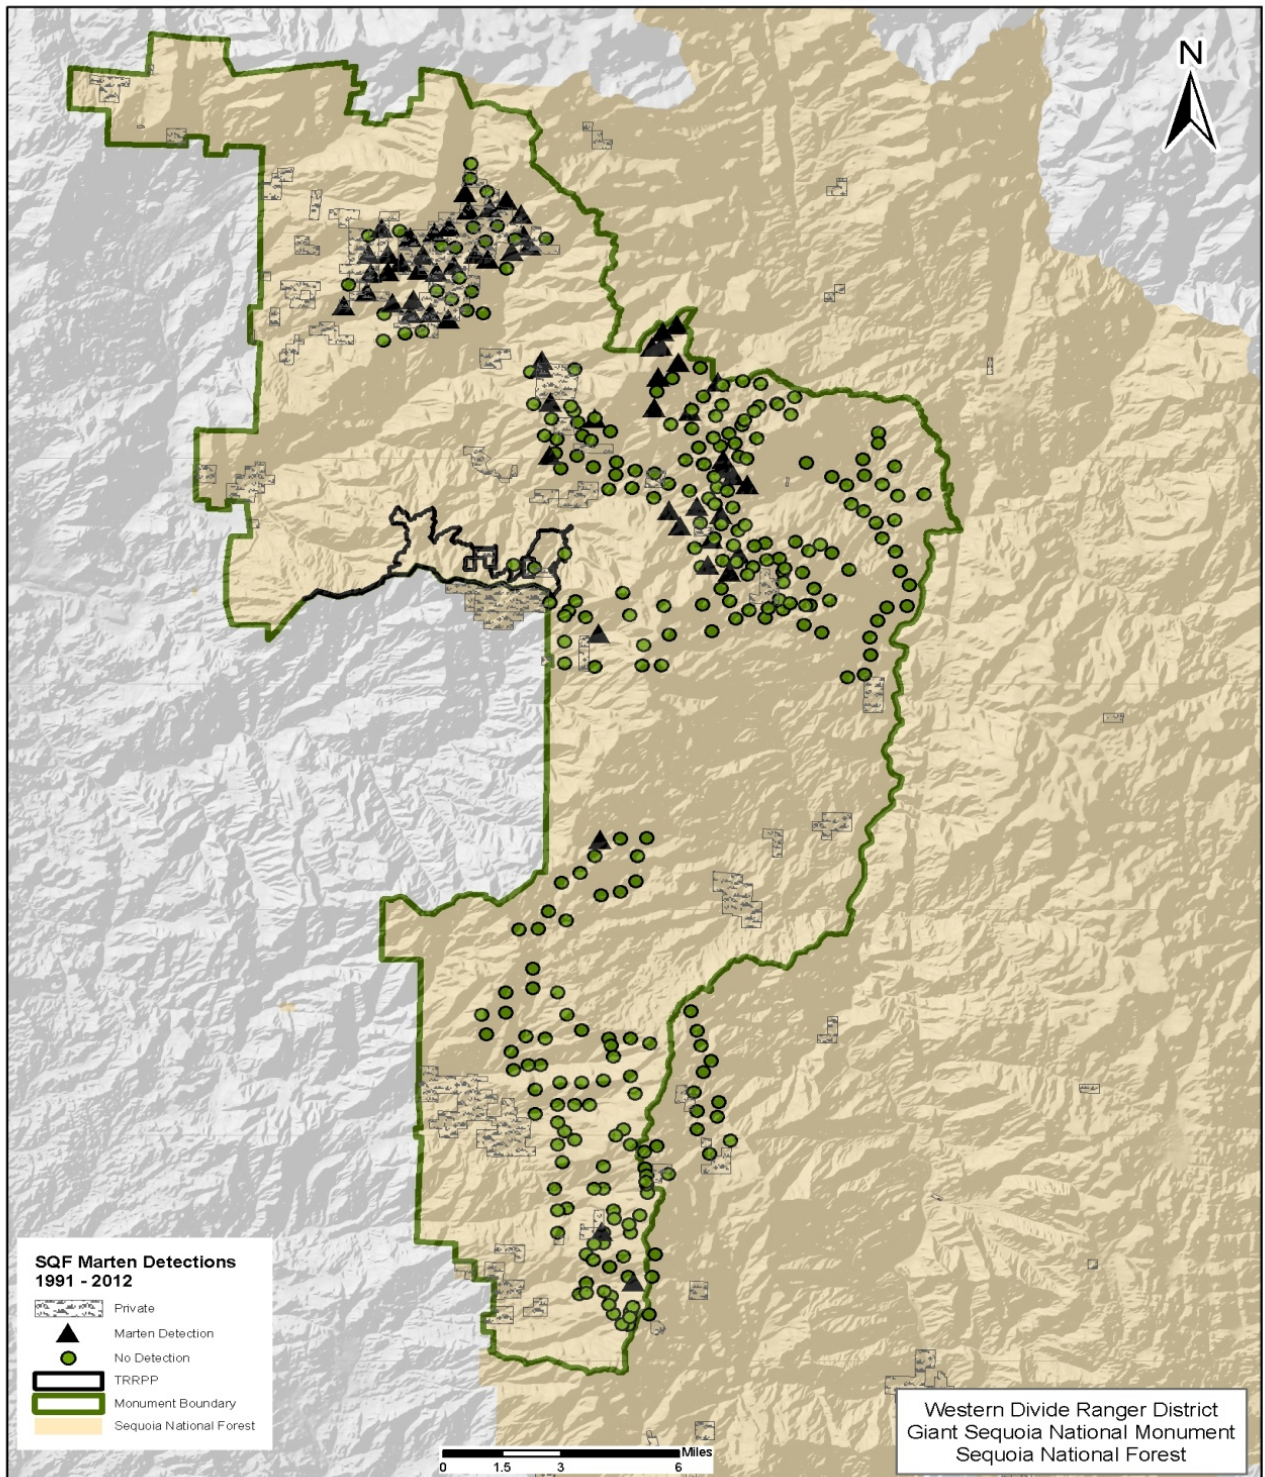 N
SQF Marten Detections
1991 - 2012
Private
Marten Detection
No Detection
TRRPP
Monument Boundary
Sequoia National Forest
Miles
0 1.5 3 6
Western Divide Ranger District
Giant Sequoia National Monument
Sequoia National Forest